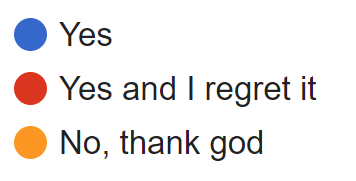 Yes
Yes and I regret it
No, thank god